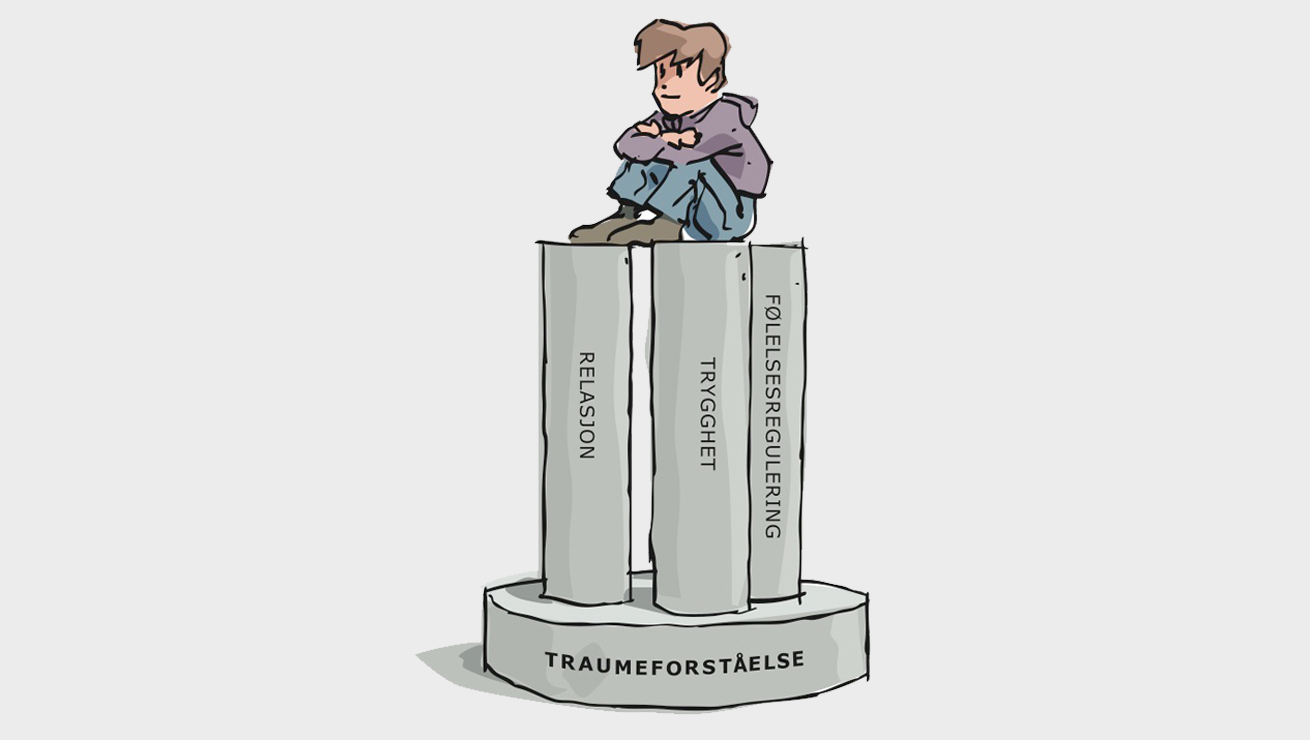 RELASJON
TRYGGHET
FØLELSESREGULERING
TRAUMEFORSTÅELSE